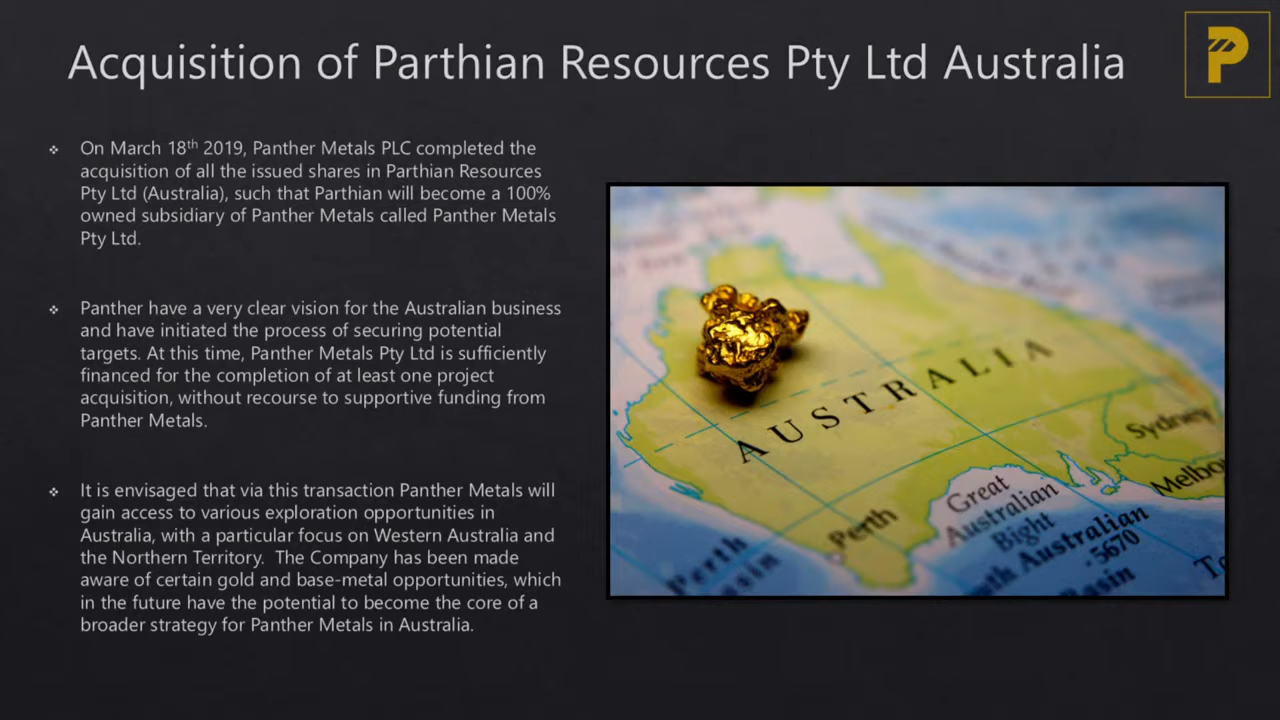 Acquisition of Parthian Resources Pty Ltd Australia
P
❖ On March 18th 2019, Panther Metals PLC completed the
acquisition of all the issued shares in Parthian Resources
Pty Ltd (Australia), such that Parthian will become a 100%
owned subsidiary of Panther Metals called Panther Metals
Pty Ltd.
❖ Panther have a very clear vision for the Australian business
and have initiated the process of securing potential
targets. At this time, Panther Metals Pty Ltd is sufficiently
financed for the completion of at least one project
acquisition, without recourse to supportive funding from
Panther Metals.
❖ It is envisaged that via this transaction Panther Metals will
gain access to various exploration opportunities in
Australia, with a particular focus on Western Australia and
the Northern Territory.  The Company has been made
aware of certain gold and base-metal opportunities, which
in the future have the potential to become the core of a
broader strategy for Panther Metals in Australia.
AUSTRALIA
Sydney
Melbo
Perth
Great
Australian
Bight
Perth
Basin
Australian
-5670
Basin